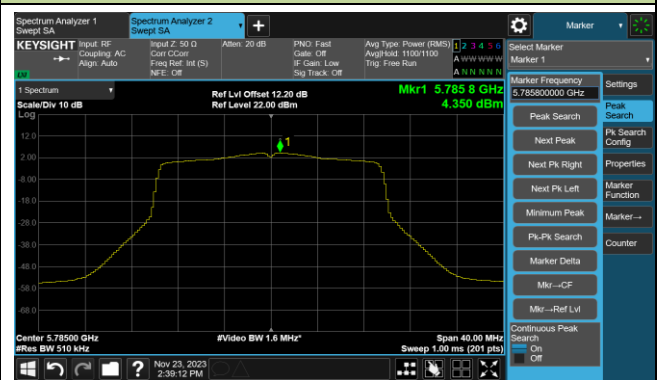 Spectrum Analyzer 1
Swept SA
Spectrum Analyzer 2
Swept SA
+
Marker
KEYSIGHT
Input: RF
Coupling: AC
Align: Auto
Input Z: 50 Ω
Corr CCorr
Freq Ref: Int (S)
NFE: Off
Atten: 20 dB
PNO: Fast
Gate: Off
IF Gain: Low
Sig Track: Off
Avg Type: Power (RMS)
Avg|Hold: 1100/1100
Trig: Free Run
1 2 3 4 5 6
A W W W W W
A N N N N N
LXI
Select Marker
Marker 1
1 Spectrum
Scale/Div 10 dB
Log
Ref Lvl Offset 12.20 dB
Ref Level 22.00 dBm
Mkr1 5.785 8 GHz
4.350 dBm
1
12.0
2.00
-8.00
-18.0
-28.0
-38.0
-48.0
-58.0
-68.0
Center 5.78500 GHz
#Res BW 510 kHz
#Video BW 1.6 MHz*
Span 40.00 MHz
Sweep 1.00 ms (201 pts)
Marker Frequency
5.785800000 GHz
Peak Search
Next Peak
Next Pk Right
Next Pk Left
Minimum Peak
Pk-Pk Search
Marker Delta
Mkr→CF
Mkr→Ref Lvl
Continuous Peak
Search
On
Off
Settings
Peak
Search
Pk Search
Config
Properties
Marker
Function
Marker→
Counter
?
Nov 23, 2023
2:39:12 PM